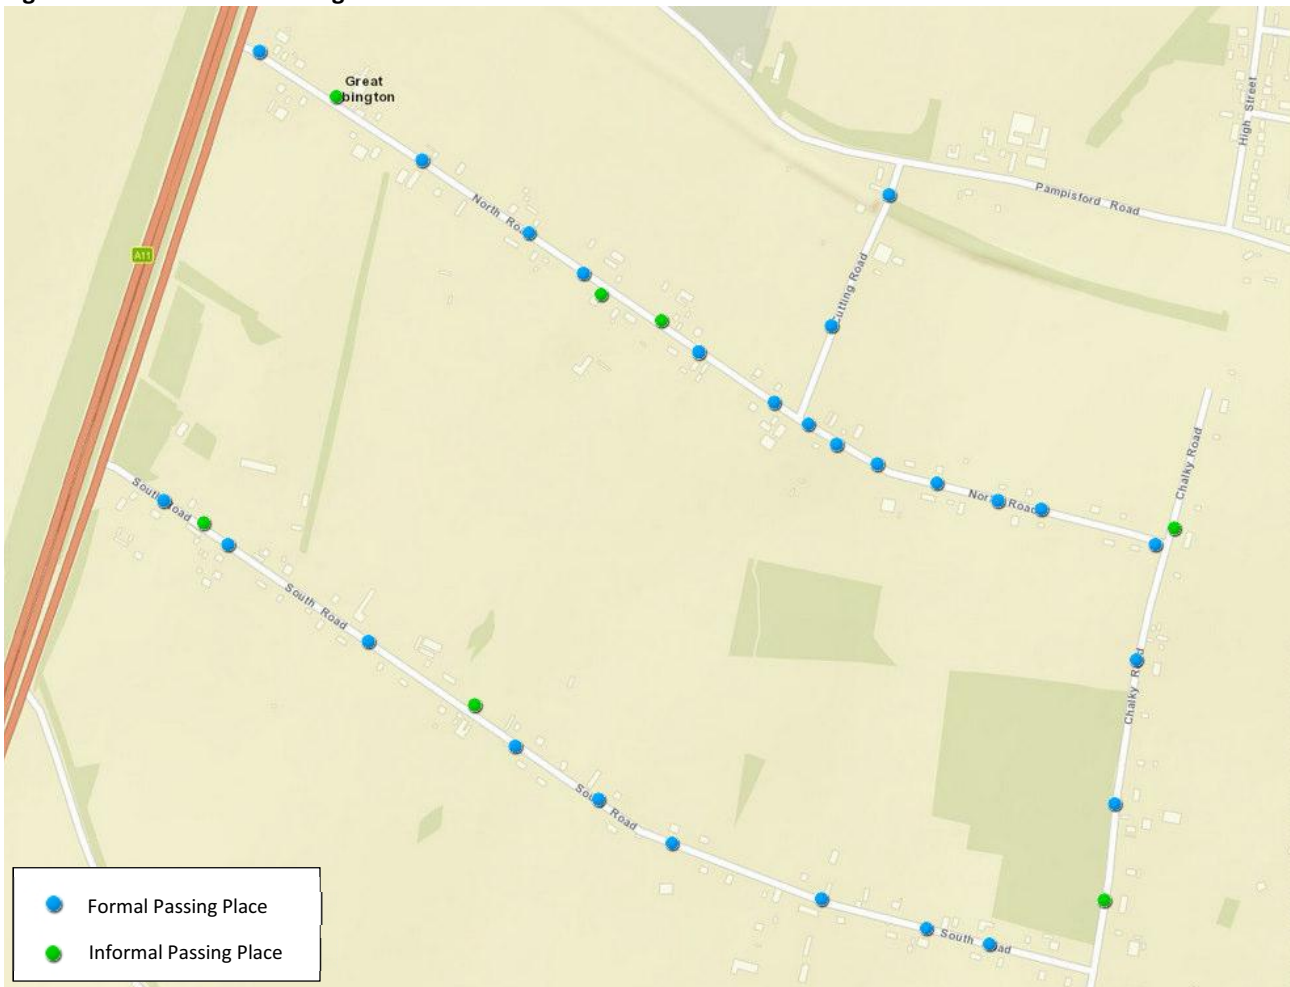 Great
bington
High Street
Pampisford Road
North Ro
A11
Cutting Road
Chalky Road
North Road
South Road
South Road
Chalky Road
South Road
South Road
Formal Passing Place
Informal Passing Place